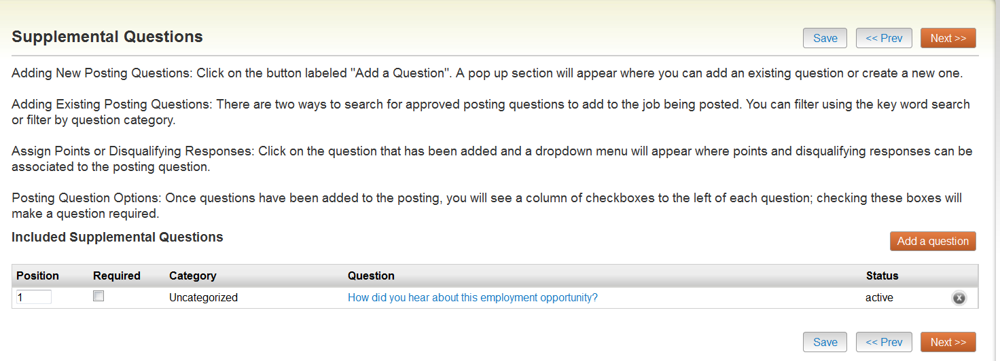 Supplemental Questions
Save << Prev Next >>
Adding New Posting Questions: Click on the button labeled "Add a Question". A pop up section will appear where you can add an existing question or create a new one.
Adding Existing Posting Questions: There are two ways to search for approved posting questions to add to the job being posted. You can filter using the key word search
or filter by question category.
Assign Points or Disqualifying Responses: Click on the question that has been added and a dropdown menu will appear where points and disqualifying responses can be
associated to the posting question.
Posting Question Options: Once questions have been added to the posting, you will see a column of checkboxes to the left of each question; checking these boxes will
make a question required.
Included Supplemental Questions
Add a question
Position Required Category Question Status
1 Uncategorized How did you hear about this employment opportunity? active
Save << Prev Next >>